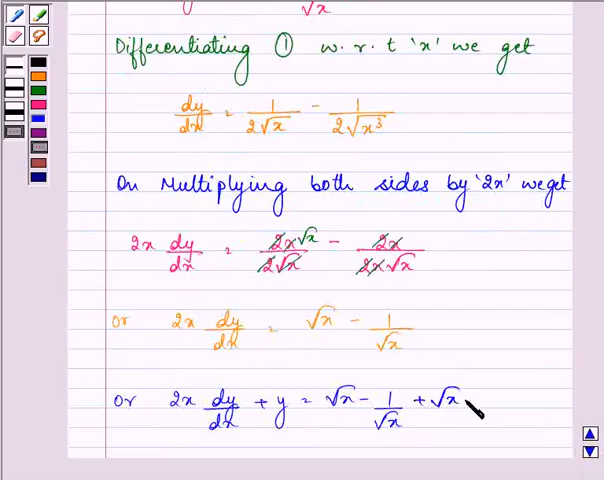 √x
Differentiating ① w.r.t 'x' we get
dy/dx = 1/2√x - 1/2√x³
On Multiplying both sides by '2x' we get
2x dy/dx = 2x√x/2√x - 2x/2x√x
Or 2x dy/dx = √x - 1/√x
Or 2x dy/dx + y = √x - 1/√x + √x